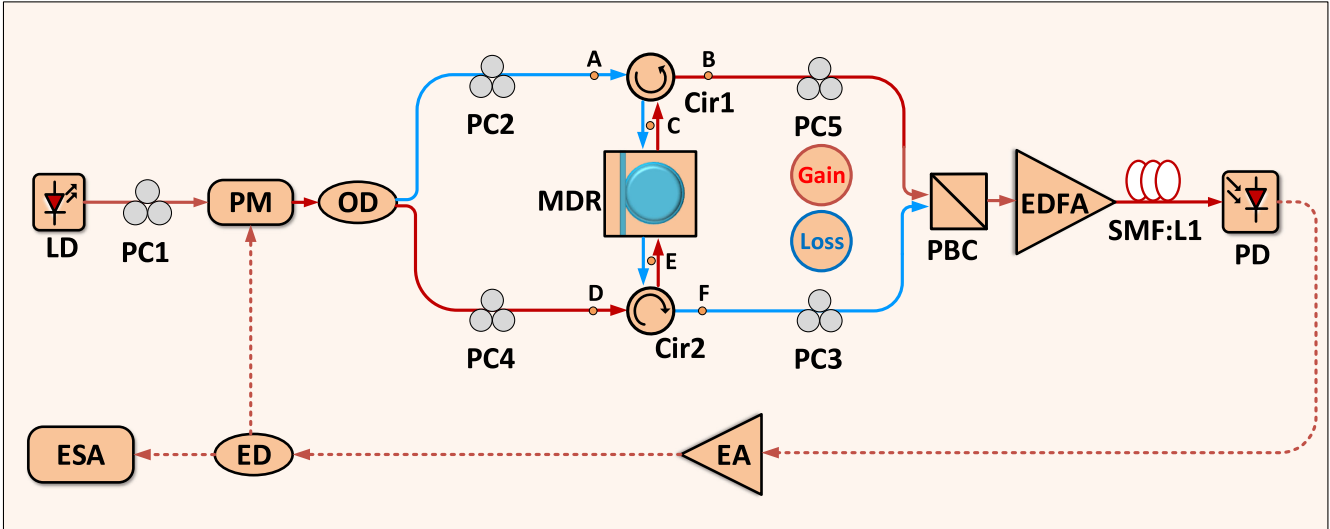 A
B
PC2
Cir1
PC5
C
LD
PC1
PM
OD
MDR
Gain
Loss
PBC
EDFA
SMF:L1
PD
E
D
F
PC4
Cir2
PC3
ESA
ED
EA